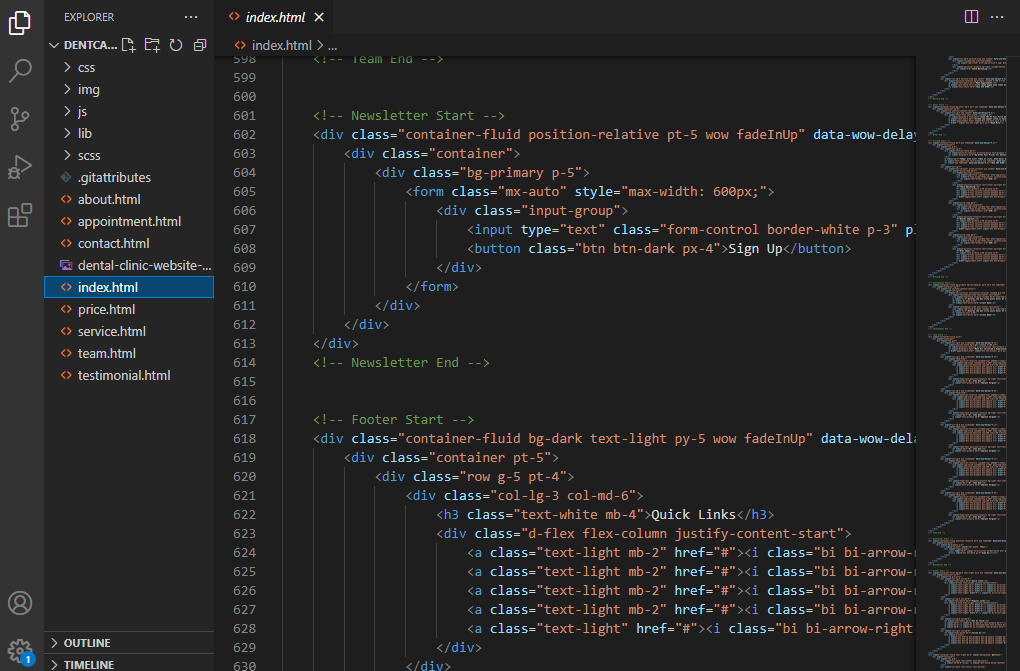 EXPLORER
DENTCA...
css
img
js
lib
scss
.gitattributes
about.html
appointment.html
contact.html
dental-clinic-website-...
index.html
price.html
service.html
team.html
testimonial.html
OUTLINE
TIMELINE
1
index.html
index.html > ...
598 <!-- Team End -->
599
600
601 <!-- Newsletter Start -->
602 <div class="container-fluid position-relative pt-5 wow fadeInUp" data-wow-delay
603 <div class="container">
604 <div class="bg-primary p-5">
605 <form class="mx-auto" style="max-width: 600px;">
606 <div class="input-group">
607 <input type="text" class="form-control border-white p-3" pl
608 <button class="btn btn-dark px-4">Sign Up</button>
609 </div>
610 </form>
611 </div>
612 </div>
613 </div>
614 <!-- Newsletter End -->
615
616
617 <!-- Footer Start -->
618 <div class="container-fluid bg-dark text-light py-5 wow fadeInUp" data-wow-dela
619 <div class="container pt-5">
620 <div class="row g-5 pt-4">
621 <div class="col-lg-3 col-md-6">
622 <h3 class="text-white mb-4">Quick Links</h3>
623 <div class="d-flex flex-column justify-content-start">
624 <a class="text-light mb-2" href="#"><i class="bi bi-arrow-r
625 <a class="text-light mb-2" href="#"><i class="bi bi-arrow-r
626 <a class="text-light mb-2" href="#"><i class="bi bi-arrow-r
627 <a class="text-light mb-2" href="#"><i class="bi bi-arrow-r
628 <a class="text-light" href="#"><i class="bi bi-arrow-right
629 </div>
630 </div>